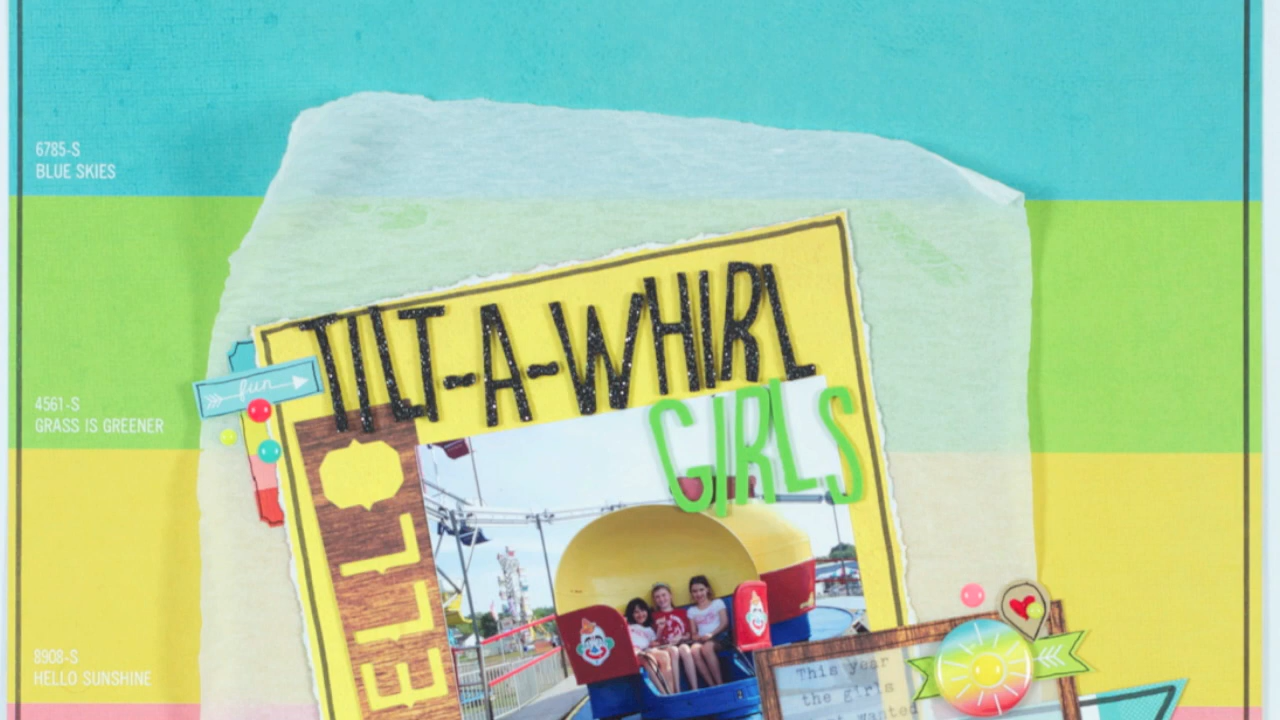 6785-S
BLUE SKIES
TILT-A-WHIRL
fun
GIRLS
4561-S
GRASS IS GREENER
ELLO
8908-S
HELLO SUNSHINE
This year
the girls
wanted